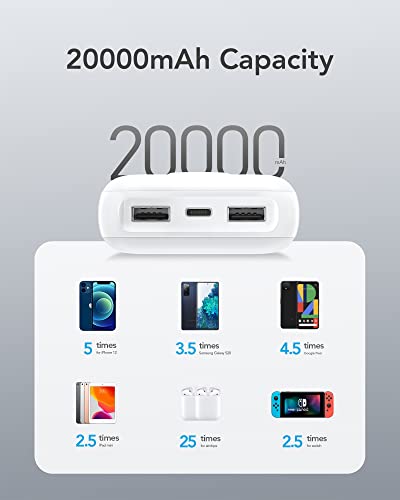 20000mAh Capacity
20000
mAh
5 times
for iPhone 12
3.5 times
Samsung Galaxy S20
4.5 times
Google Pixel
2.5 times
iPad mini
25 times
for airdops
2.5 times
for switch